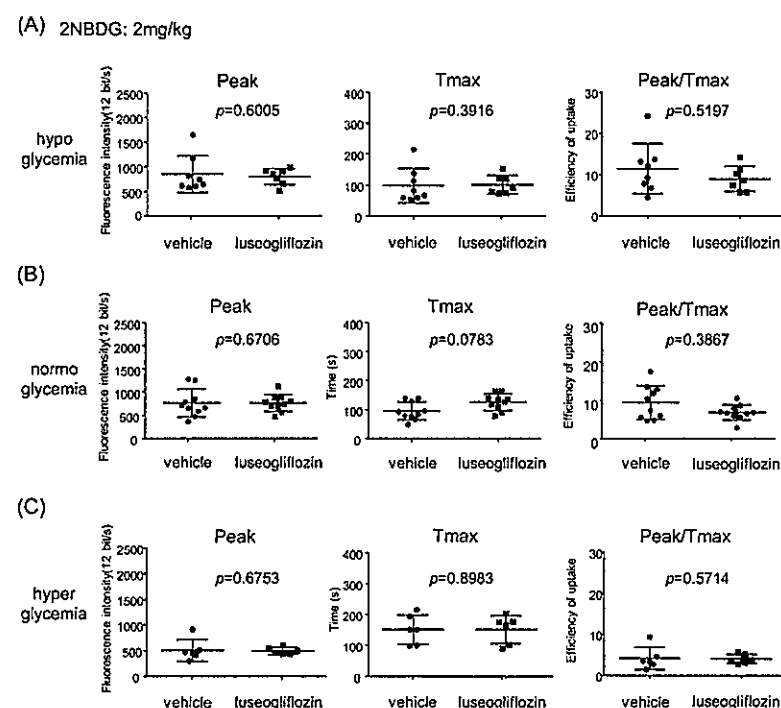 (A) 2NBDG: 2mg/kg
hypo
glycemia
Peak
p=0.6005
Fluorescence intensity(12 bit/s)
2500
2000
1500
1000
500
0
vehicle luseogliflozin
Tmax
p=0.3916
400
300
200
100
0
vehicle luseogliflozin
Peak/Tmax
p=0.5197
Efficiency of uptake
30
20
10
0
vehicle luseogliflozin
(B)
normo
glycemia
Peak
p=0.6706
Fluorescence intensity(12 bit/s)
2500
2000
1500
1000
500
0
vehicle luseogliflozin
Tmax
p=0.0783
Time (s)
400
300
200
100
0
vehicle luseogliflozin
Peak/Tmax
p=0.3867
Efficiency of uptake
30
20
10
0
vehicle luseogliflozin
(C)
hyper
glycemia
Peak
p=0.6753
Fluorescence intensity(12 bit/s)
2500
2000
1500
1000
500
0
vehicle luseogliflozin
Tmax
p=0.8983
Time (s)
400
300
200
100
0
vehicle luseogliflozin
Peak/Tmax
p=0.5714
Efficiency of uptake
30
20
10
0
vehicle luseogliflozin